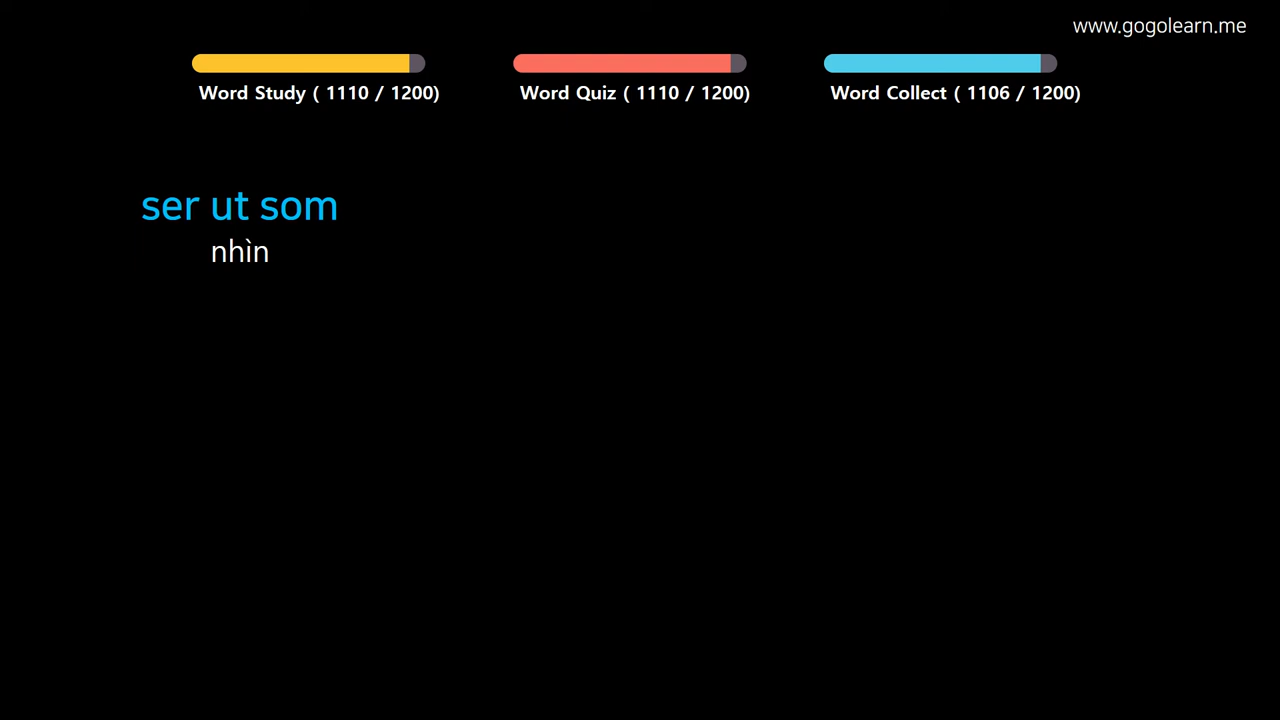 www.gogolearn.me
Word Study ( 1110 / 1200)
Word Quiz ( 1110 / 1200)
Word Collect ( 1106 / 1200)
ser ut som
nhìn